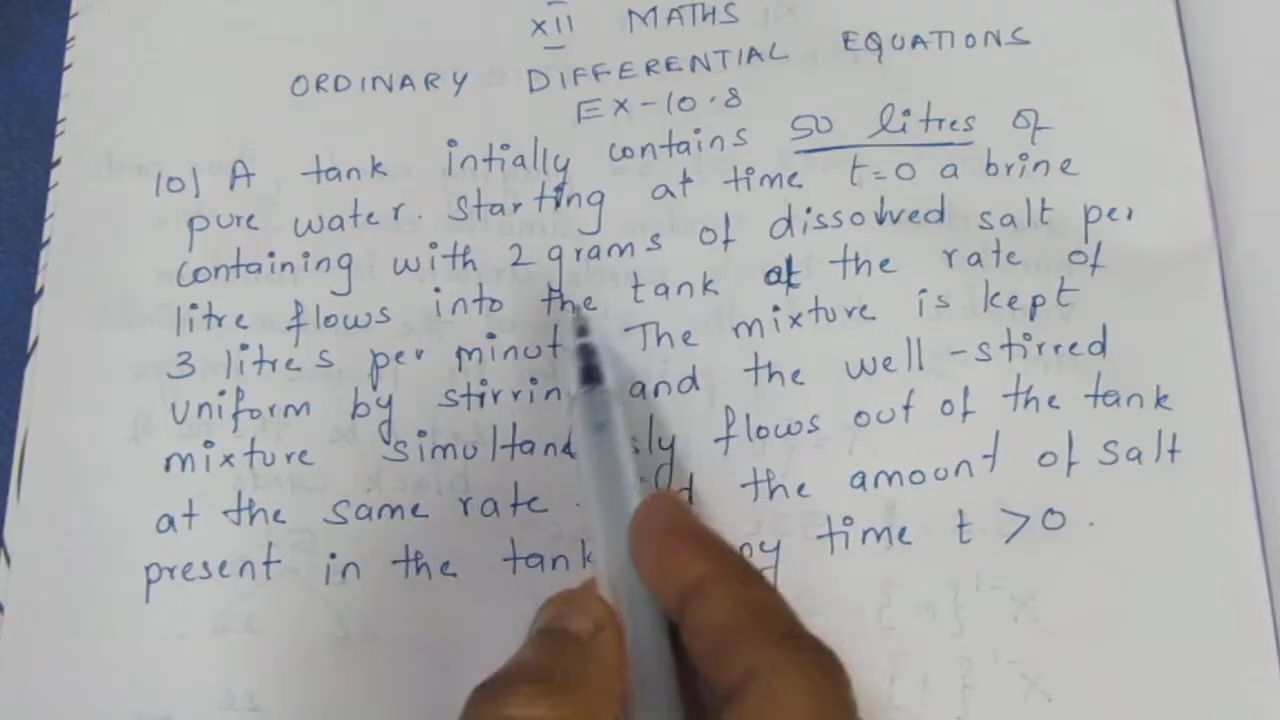 XII MATHS
ORDINARY DIFFERENTIAL EQUATIONS
EX-10.8
10) A tank intially contains 50 litres of
pure water. Starting at time t=0 a brine
containing with 2 grams of dissolved salt per
litre flows into the tank at the rate of
3 litres per minut The mixture is kept
uniform by stirrin and the well-stirred
mixture flows out of the tank
at the same rate. the amount of salt
present in the tank time t >0.